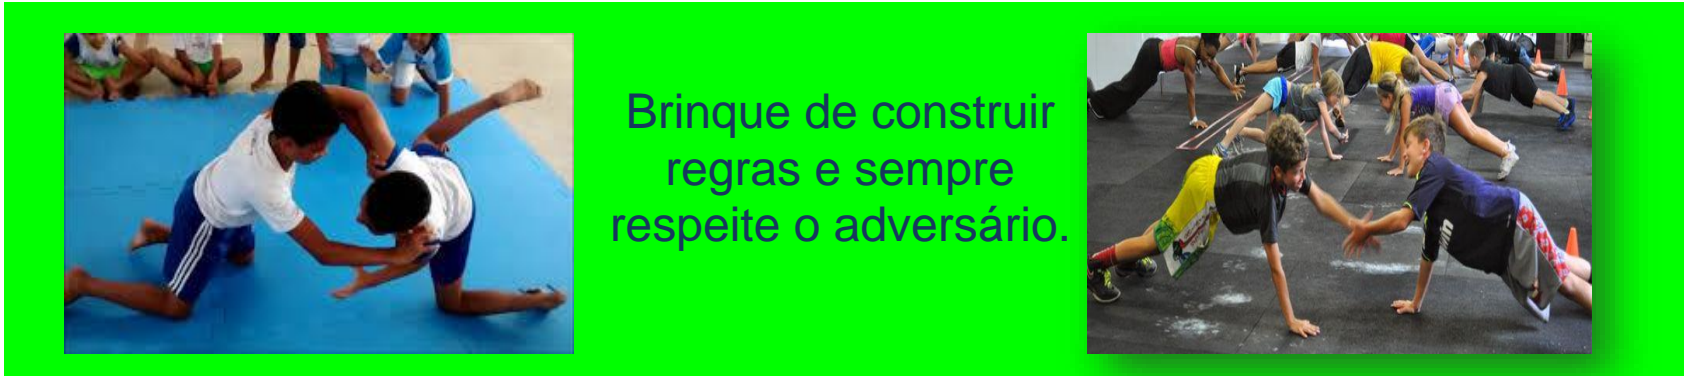 Brinque de construir
regras e sempre
respeite o adversário.